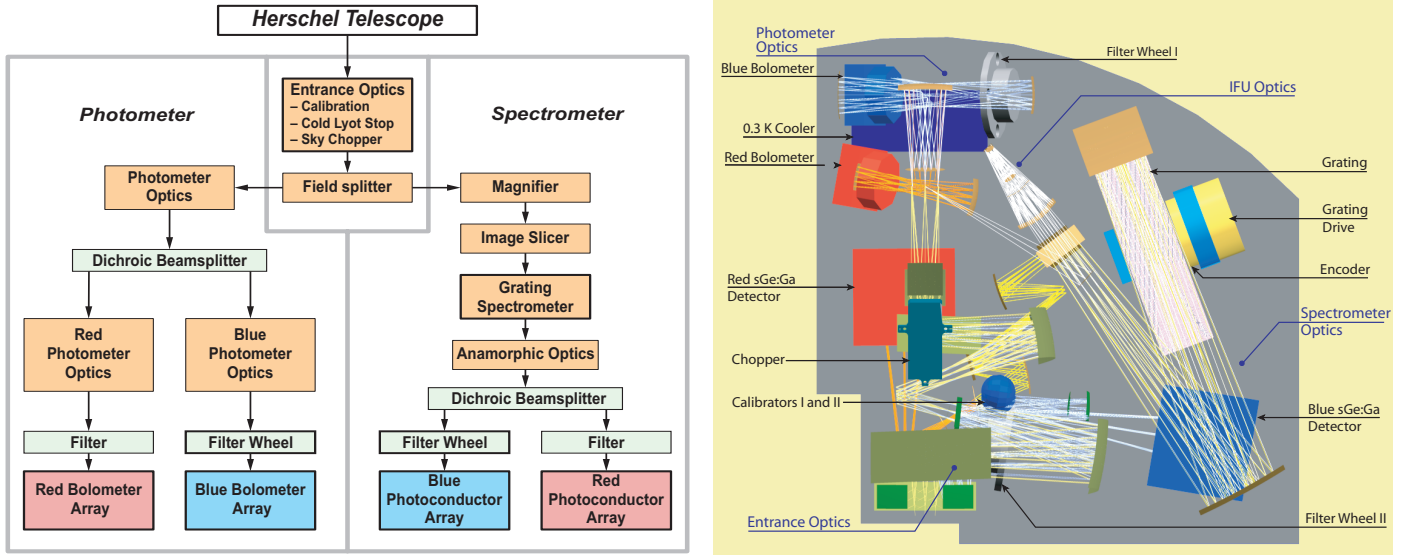 Herschel Telescope
Entrance Optics
– Calibration
– Cold Lyot Stop
– Sky Chopper
Photometer
Spectrometer
Photometer
Optics
Field splitter
Magnifier
Image Slicer
Dichroic Beamsplitter
Grating
Spectrometer
Red
Photometer
Optics
Blue
Photometer
Optics
Anamorphic Optics
Dichroic Beamsplitter
Filter
Filter Wheel
Filter Wheel
Filter
Red Bolometer
Array
Blue Bolometer
Array
Blue
Photoconductor
Array
Red
Photoconductor
Array
Photometer
Optics
Filter Wheel I
Blue Bolometer
IFU Optics
0.3 K Cooler
Red Bolometer
Grating
Grating
Drive
Encoder
Red sGe:Ga
Detector
Spectrometer
Optics
Chopper
Calibrators I and II
Blue sGe:Ga
Detector
Entrance Optics
Filter Wheel II